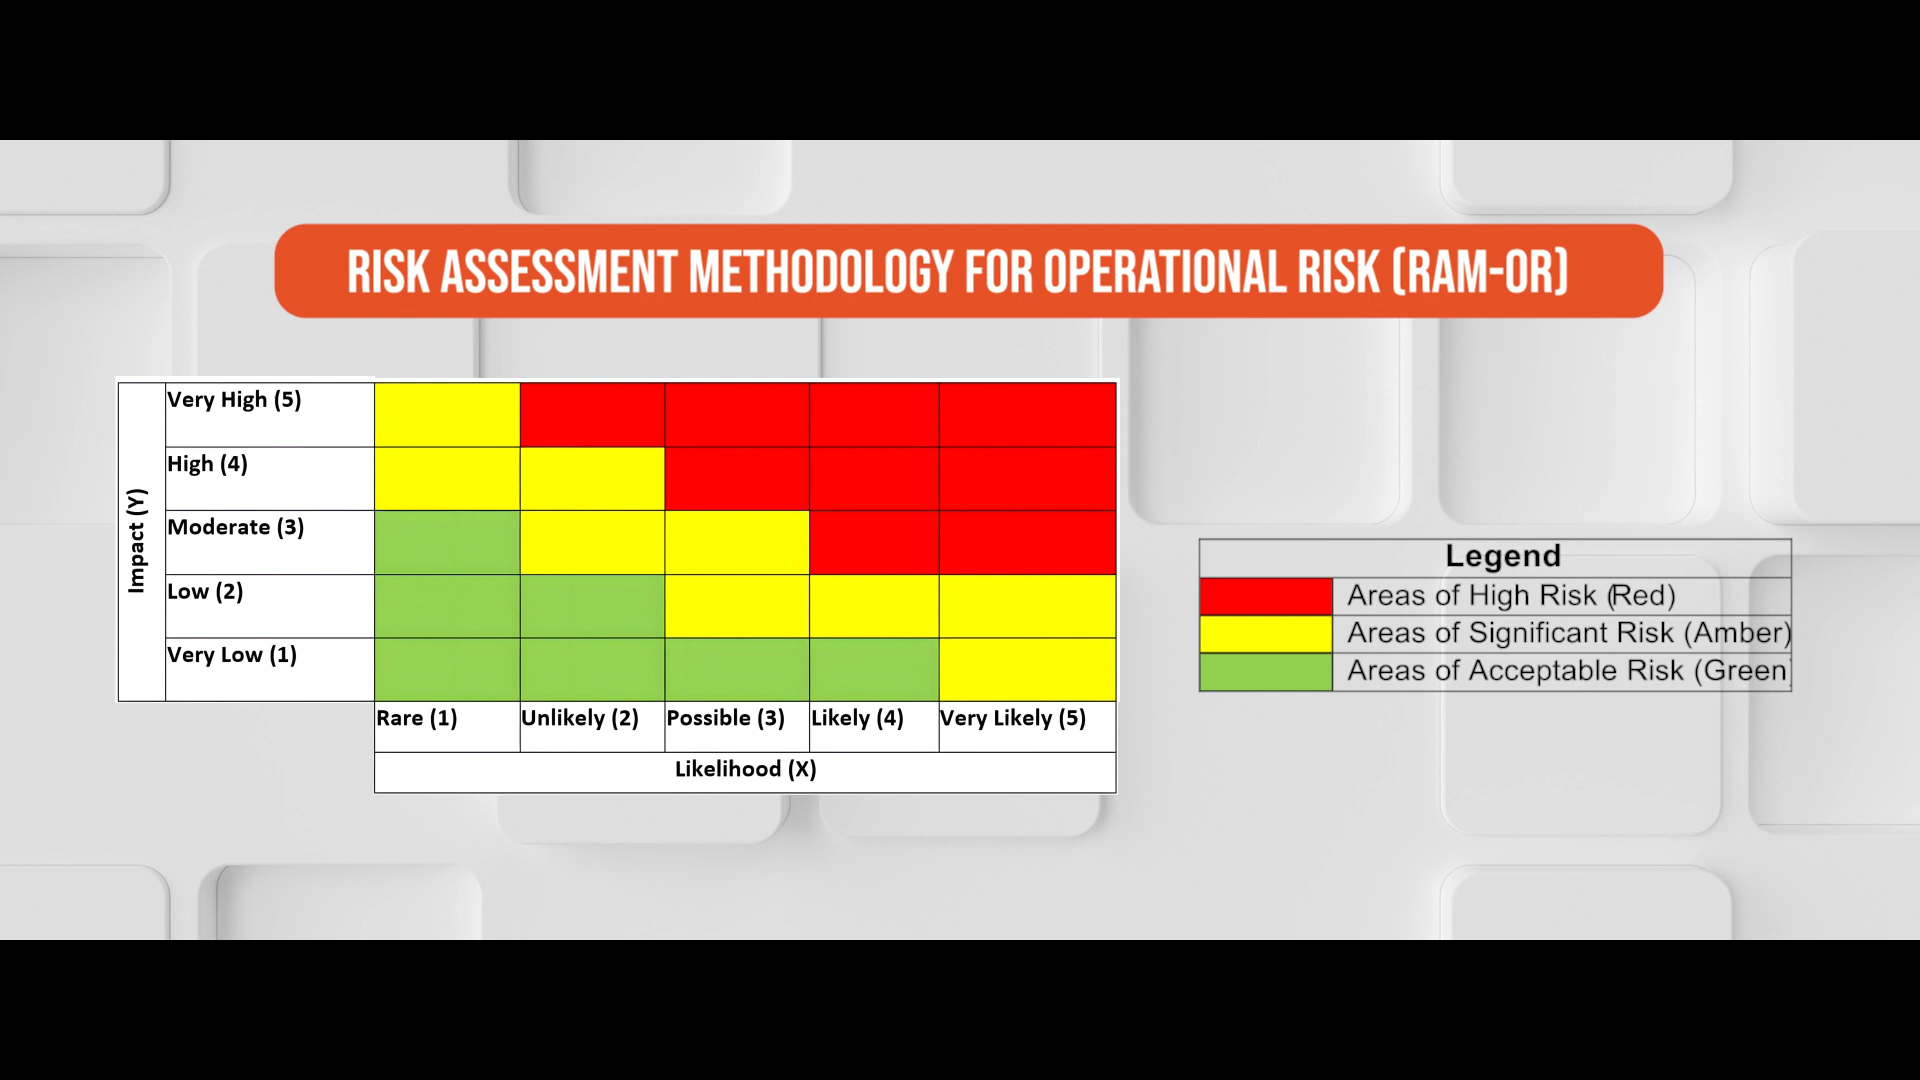 RISK ASSESSMENT METHODOLOGY FOR OPERATIONAL RISK (RAM-OR)
Impact (Y)
Very High (5)
High (4)
Moderate (3)
Low (2)
Very Low (1)
Rare (1) Unlikely (2) Possible (3) Likely (4) Very Likely (5)
Likelihood (X)
Legend
Areas of High Risk (Red)
Areas of Significant Risk (Amber)
Areas of Acceptable Risk (Green